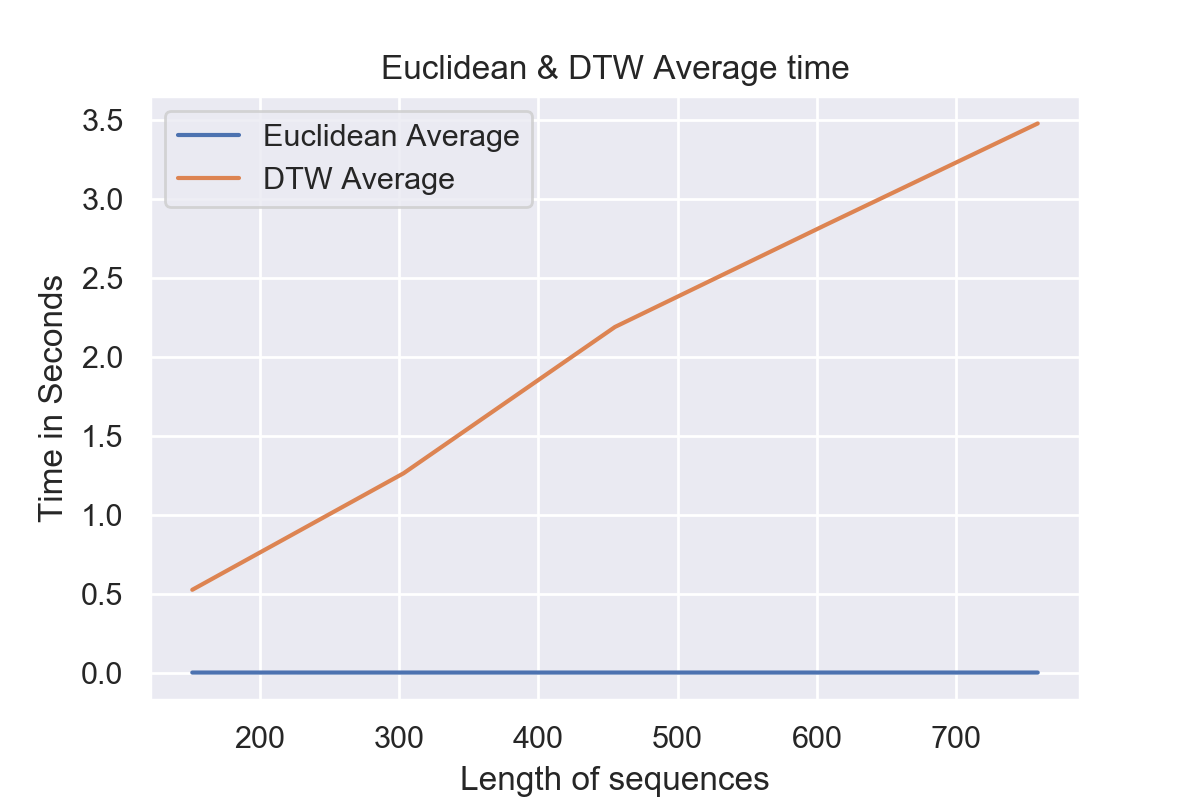 Euclidean & DTW Average time
Euclidean Average
DTW Average
Time in Seconds
3.5
3.0
2.5
2.0
1.5
1.0
0.5
0.0
200 300 400 500 600 700
Length of sequences